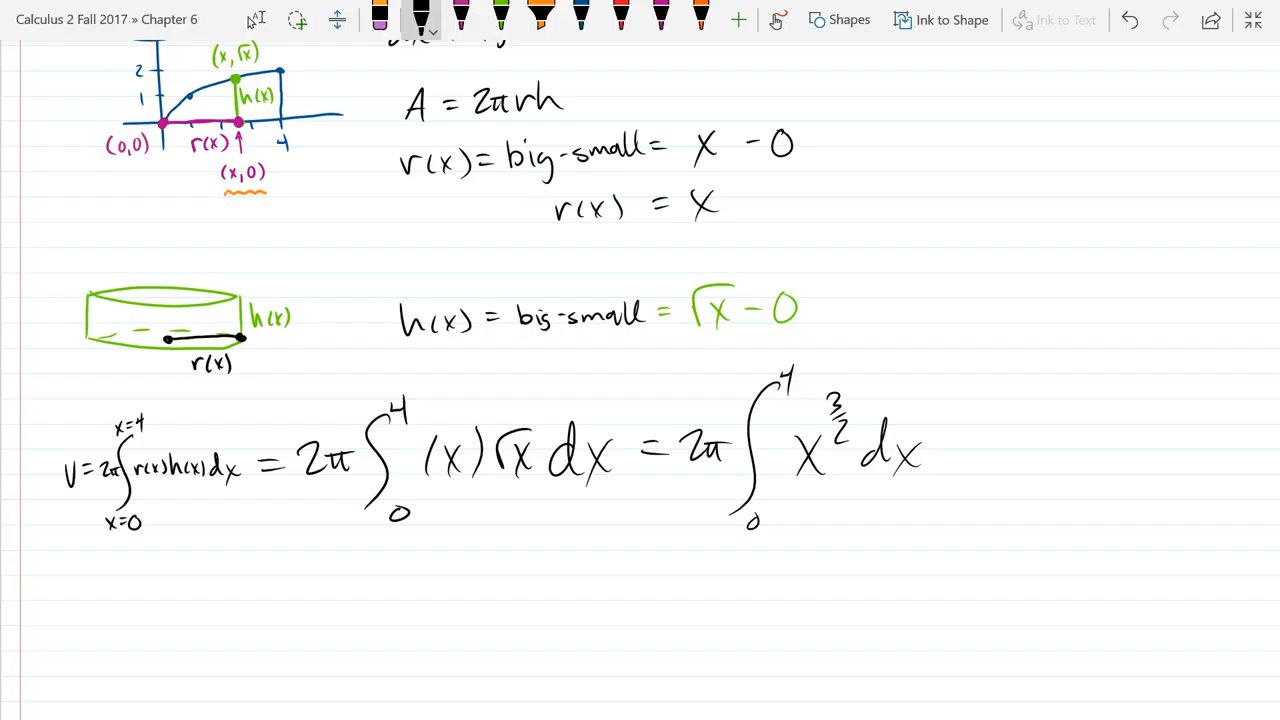 Calculus 2 Fall 2017 » Chapter 6
Shapes
Ink to Shape
Ink to Text
(x,√x)
2
1
h(x)
(0,0)
r(x)
4
(x,0)
A = 2πrh
r(x) = big-small = x - 0
r(x) = x
h(x)
r(x)
h(x) = big-small = √x - 0
V = 2π∫_{x=0}^{x=4} r(x)h(x)dx = 2π∫_0^4 (x)√x dx = 2π∫_0^4 x^{3/2} dx